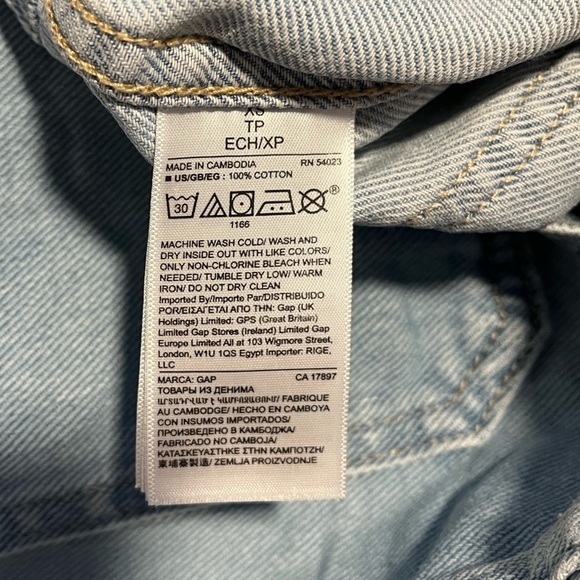 XS
TP
ECH/XP
MADE IN CAMBODIA RN 54023
■ US/GB/EG : 100% COTTON
30 ®
1166
MACHINE WASH COLD/ WASH AND
DRY INSIDE OUT WITH LIKE COLORS/
ONLY NON-CHLORINE BLEACH WHEN
NEEDED/ TUMBLE DRY LOW/ WARM
IRON/ DO NOT DRY CLEAN
Imported By/Importe Par/DISTRIBUIDO
POR/ΕΙΣΑΓΕΤΑΙ ΑΠΟ ΤΗΝ: Gap (UK
Holdings) Limited: GPS (Great Britain)
Limited Gap Stores (Ireland) Limited Gap
Europe Limited All at 103 Wigmore Street,
London, W1U 1QS Egypt Importer: RIGE,
LLC
MARCA: GAP CA 17897
ТОВАРЫ ИЗ ДЕНИМА
ԱՐՏԱԴՐՎԱԾ Է ԿԱՄԲՈՋԱՅՈՒՄ/ FABRIQUE
AU CAMBODGE/ HECHO EN CAMBOYA
CON INSUMOS IMPORTADOS/
ПРОИЗВЕДЕНО В КАМБОДЖА/
FABRICADO NO CAMBOJA/
ΚΑΤΑΣΚΕΥΑΣΤΗΚΕ ΣΤΗΝ ΚΑΜΠΟΤΖΗ/
柬埔寨製造/ ZEMLJA PROIZVODNJE